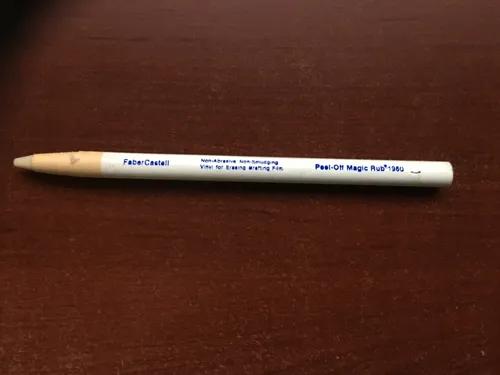 FaberCastell
Non-Abrasive Non-Smudging
Vinyl for Erasing Drafting Film
Peel-Off Magic Rub® 1960